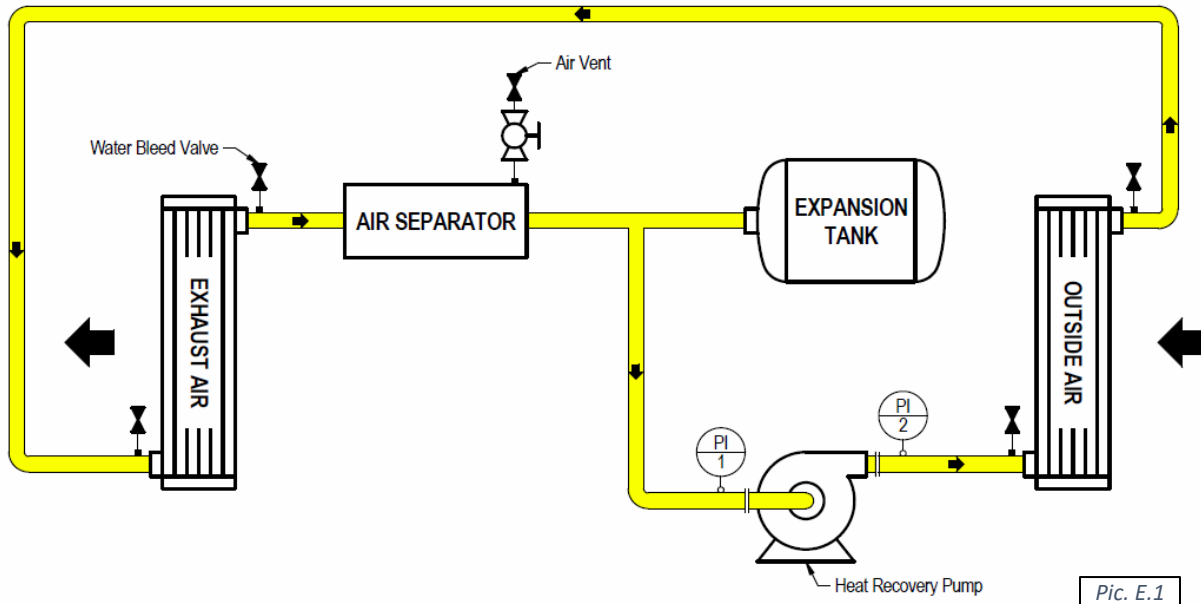 Air Vent
Water Bleed Valve
AIR SEPARATOR
EXPANSION
TANK
EXHAUST AIR
OUTSIDE AIR
PI
1
PI
2
Heat Recovery Pump
Pic. E.1